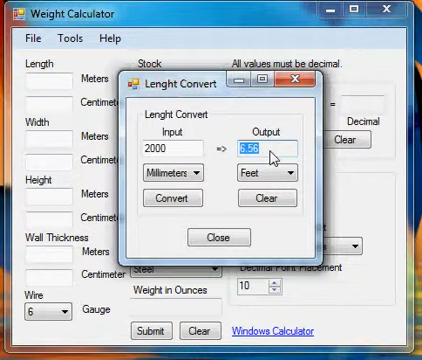 Weight Calculator
File Tools Help
Length
Stock
All values must be decimal.
Meters
Centimeter
=
Decimal
Clear
Width
Meters
Centimeter
Height
Meters
Centimeter
Wall Thickness
Meters
Centimeter
Wire
6
Gauge
Lenght Convert
Lenght Convert
Input
Output
2000
=>
6.56
Millimeters
Feet
Convert
Clear
Close
Steel
Decimal Point Placement
Weight in Ounces
10
Submit
Clear
Windows Calculator